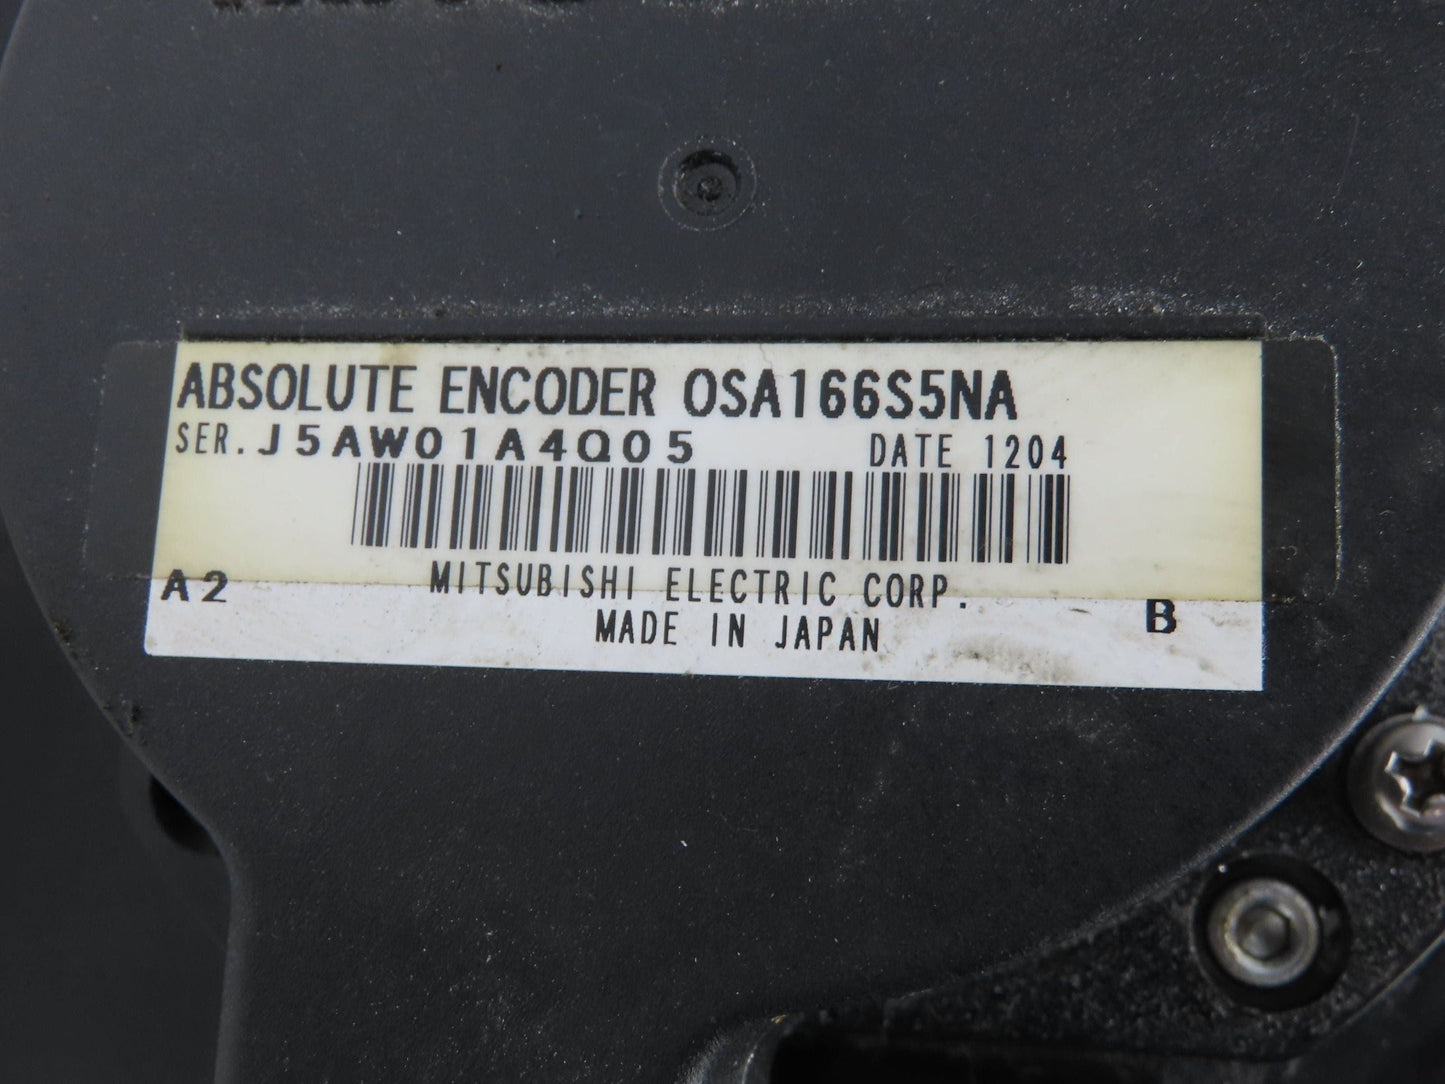 ABSOLUTE ENCODER OSA166S5NA
SER. J5AW01A4Q05 DATE 1204
MITSUBISHI ELECTRIC CORP.
A2 B
MADE IN JAPAN